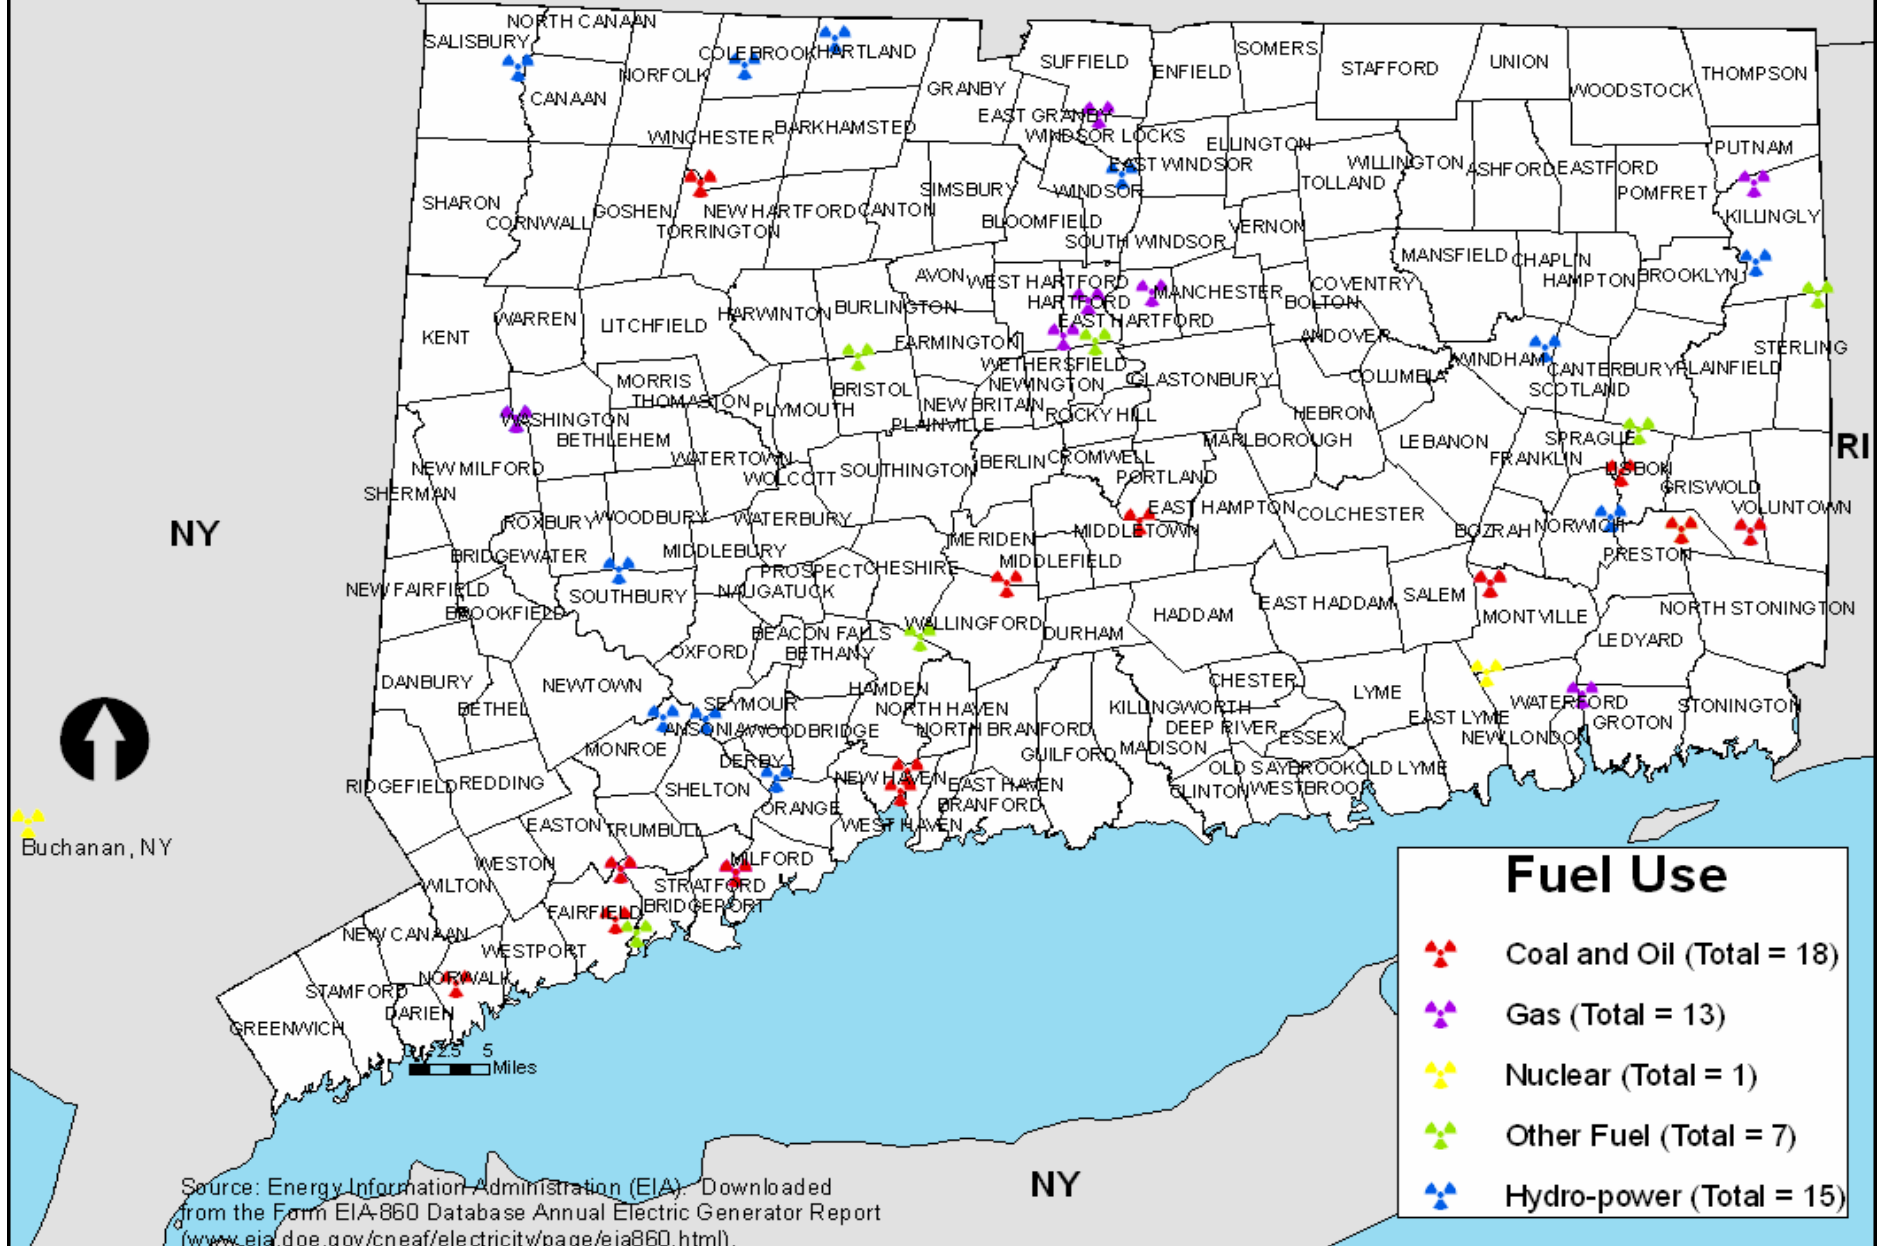 NORTH CANAAN
SALISBURY
COLEBROOK
HARTLAND
NORFOLK
CANAAN
SUFFIELD
ENFIELD
SOMERS
STAFFORD
UNION
WOODSTOCK
THOMPSON
GRANBY
EAST GRANBY
WINDSOR LOCKS
WINCHESTER
BARKHAMSTED
ELLINGTON
EAST WINDSOR
WILLINGTON
ASHFORD
EASTFORD
PUTNAM
POMFRET
TOLLAND
WINDSOR
SIMSBURY
SHARON
CORNWALL
GOSHEN
TORRINGTON
NEW HARTFORD
CANTON
BLOOMFIELD
SOUTH WINDSOR
VERNON
KILLINGLY
MANSFIELD
CHAPLIN
HAMPTON
BROOKLYN
COVENTRY
BOLTON
AVON
WEST HARTFORD
HARTFORD
MANCHESTER
EAST HARTFORD
KENT
WARREN
LITCHFIELD
HARWINTON
BURLINGTON
FARMINGTON
ANDOVER
WETHERSFIELD
NEWINGTON
GLASTONBURY
COLUMBIA
WINDHAM
CANTERBURY
SCOTLAND
PLAINFIELD
STERLING
MORRIS
THOMASTON
BRISTOL
PLYMOUTH
NEW BRITAIN
PLAINVILLE
ROCKY HILL
HEBRON
WASHINGTON
BETHLEHEM
WATERTOWN
WOLCOTT
SOUTHINGTON
BERLIN
CROMWELL
PORTLAND
MARLBOROUGH
LEBANON
FRANKLIN
SPRAGUE
LISBON
GRISWOLD
VOLUNTOWN
RI
NEW MILFORD
SHERMAN
ROXBURY
WOODBURY
WATERBURY
MERIDEN
MIDDLETOWN
EAST HAMPTON
COLCHESTER
BOZRAH
NORWICH
PRESTON
NY
BRIDGEWATER
MIDDLEBURY
PROSPECT
CHESHIRE
MIDDLEFIELD
NEW FAIRFIELD
BROOKFIELD
SOUTHBURY
NAUGATUCK
WALLINGFORD
DURHAM
HADDAM
EAST HADDAM
SALEM
MONTVILLE
NORTH STONINGTON
LEDYARD
BEACON FALLS
BETHANY
OXFORD
DANBURY
BETHEL
NEWTOWN
SEYMOUR
HAMDEN
NORTH HAVEN
NORTH BRANFORD
KILLINGWORTH
CHESTER
DEEP RIVER
LYME
EAST LYME
WATERFORD
GROTON
STONINGTON
NEW LONDON
ESSEX
MONROE
ANSONIA
WOODBRIDGE
DERBY
GUILFORD
MADISON
OLD SAYBROOK
OLD LYME
CLINTON
WESTBROOK
RIDGEFIELD
REDDING
SHELTON
ORANGE
NEW HAVEN
EAST HAVEN
BRANFORD
WEST HAVEN
EASTON
TRUMBULL
Buchanan, NY
WESTON
WILTON
MILFORD
STRATFORD
BRIDGEPORT
FAIRFIELD
NEW CANAAN
WESTPORT
NORWALK
STAMFORD
DARIEN
GREENWICH
2.5 5
Miles
Fuel Use
Coal and Oil (Total = 18)
Gas (Total = 13)
Nuclear (Total = 1)
Other Fuel (Total = 7)
Hydro-power (Total = 15)
NY
Source: Energy Information Administration (EIA). Downloaded
from the Form EIA-860 Database Annual Electric Generator Report
(www.eia.doe.gov/cneaf/electricity/page/eia860.html).